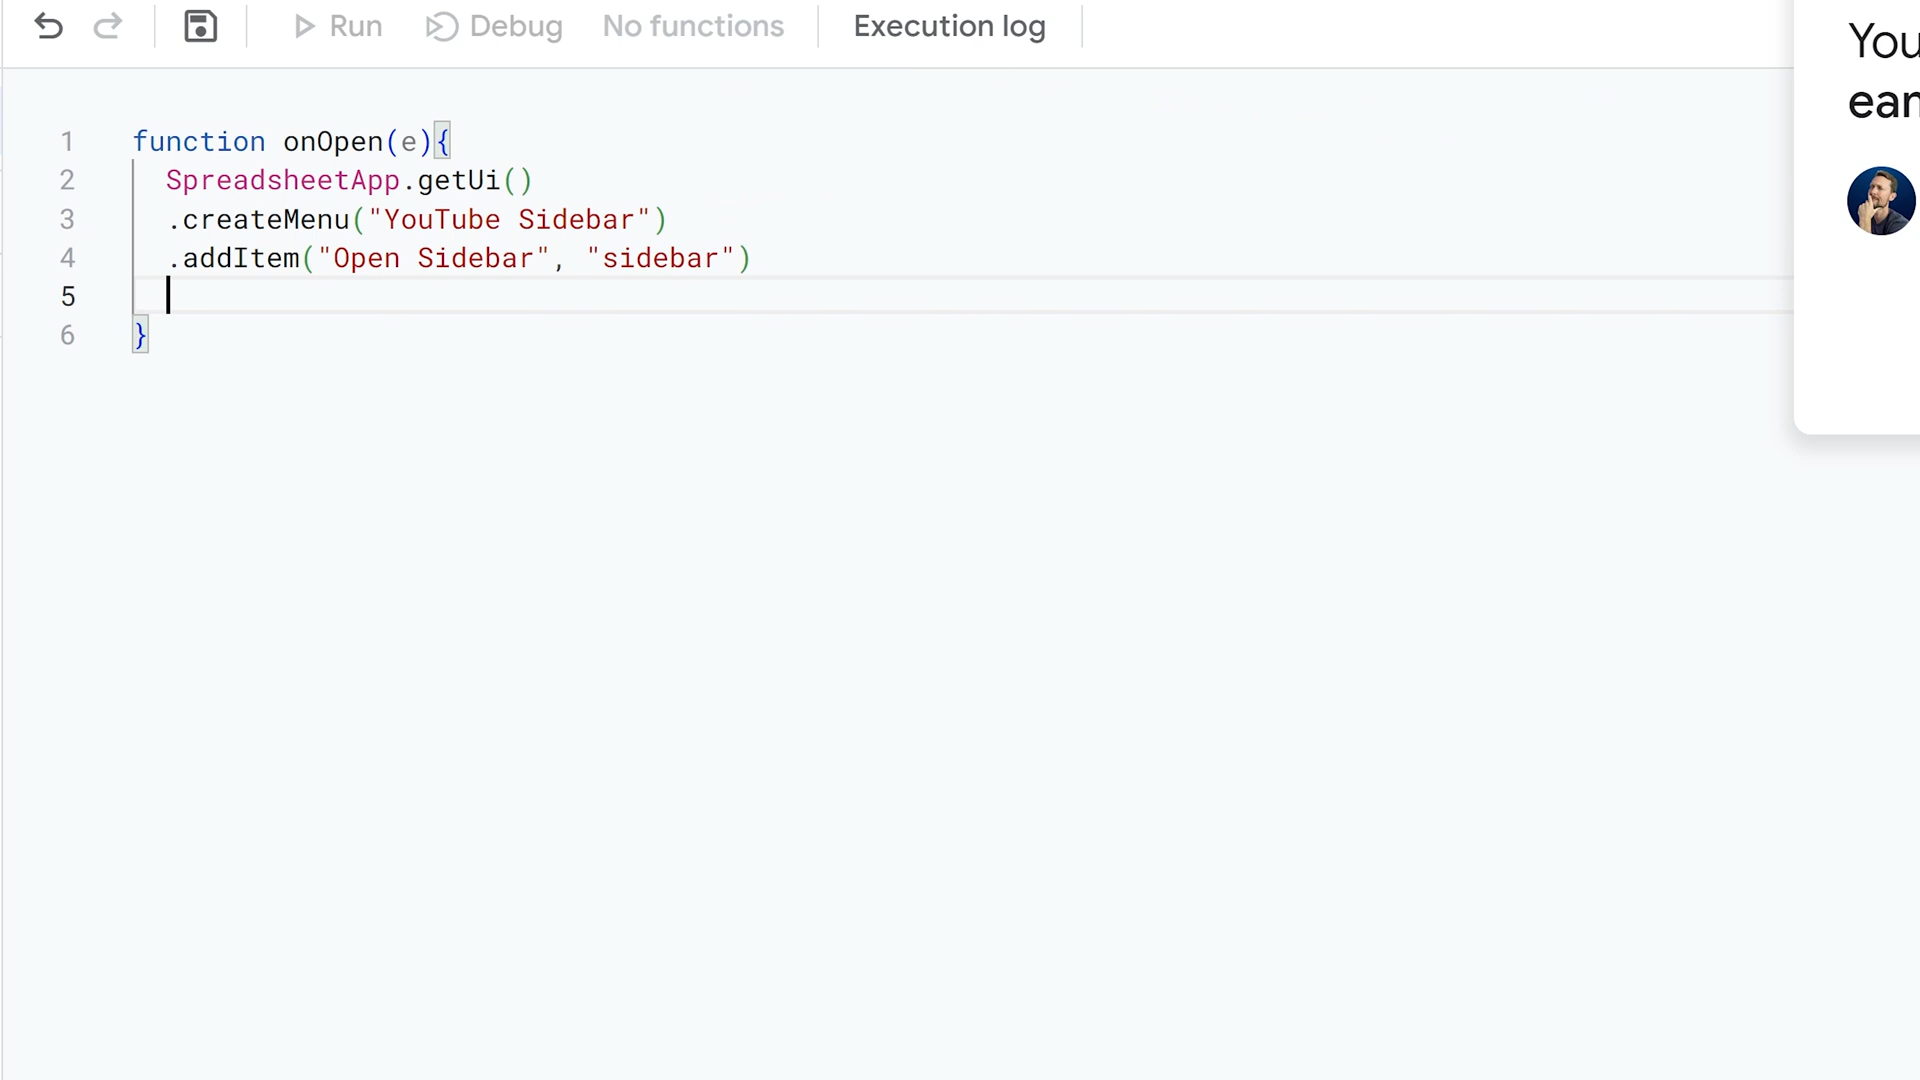 Run Debug No functions Execution log
You
1 function onOpen(e){
2 SpreadsheetApp.getUi()
3 .createMenu("YouTube Sidebar")
4 .addItem("Open Sidebar", "sidebar")
5
6 }